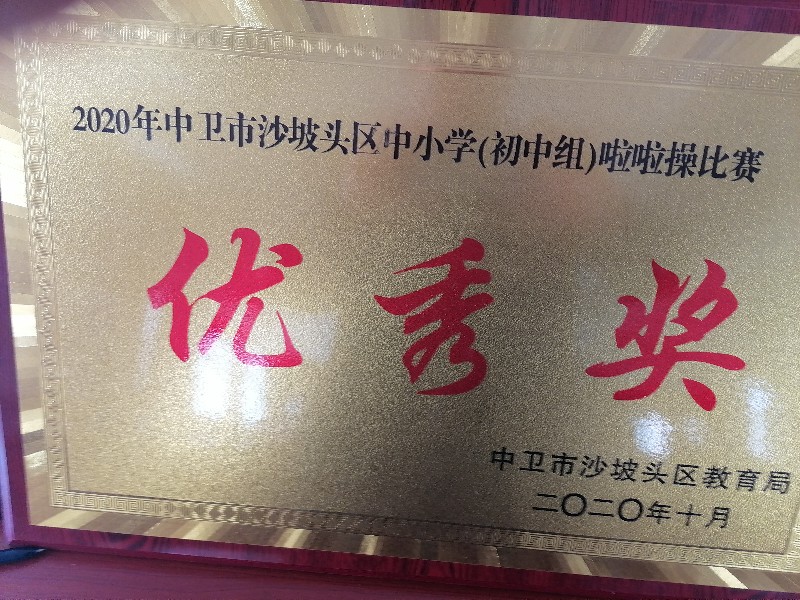 2020年中卫市沙坡头区中小学(初中组)啦啦操比赛
优秀奖
中卫市沙坡头区教育局
二〇二〇年十月